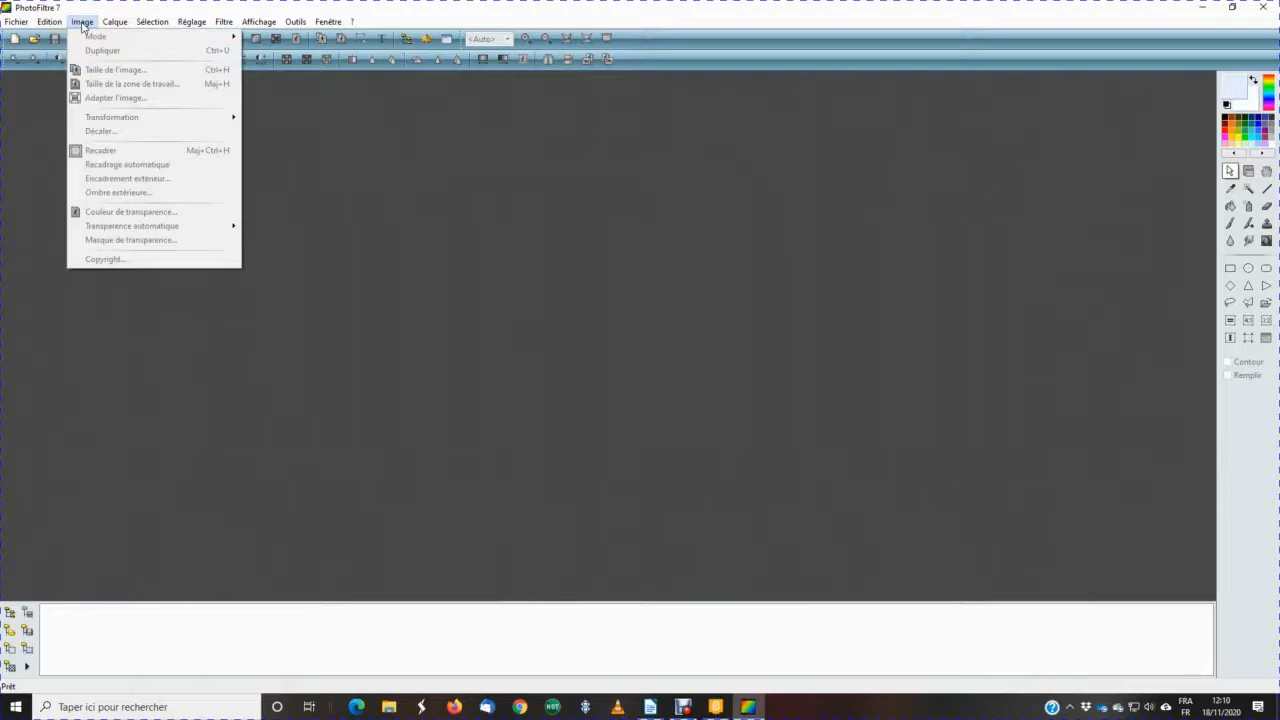 PhotoFiltre 7
Fichier Edition Image Calque Sélection Réglage Filtre Affichage Outils Fenêtre ?
<Auto>
Mode
Dupliquer Ctrl+U
Taille de l'image... Ctrl+H
Taille de la zone de travail... Maj+H
Adapter l'image...
Transformation
Décaler...
Recadrer Maj+Ctrl+H
Recadrage automatique
Encadrement extérieur...
Ombre extérieure...
Couleur de transparence...
Transparence automatique
Masque de transparence...
Copyright...
Contour
Remplir
Prêt
Taper ici pour rechercher
FRA
FR
12:10
18/11/2020